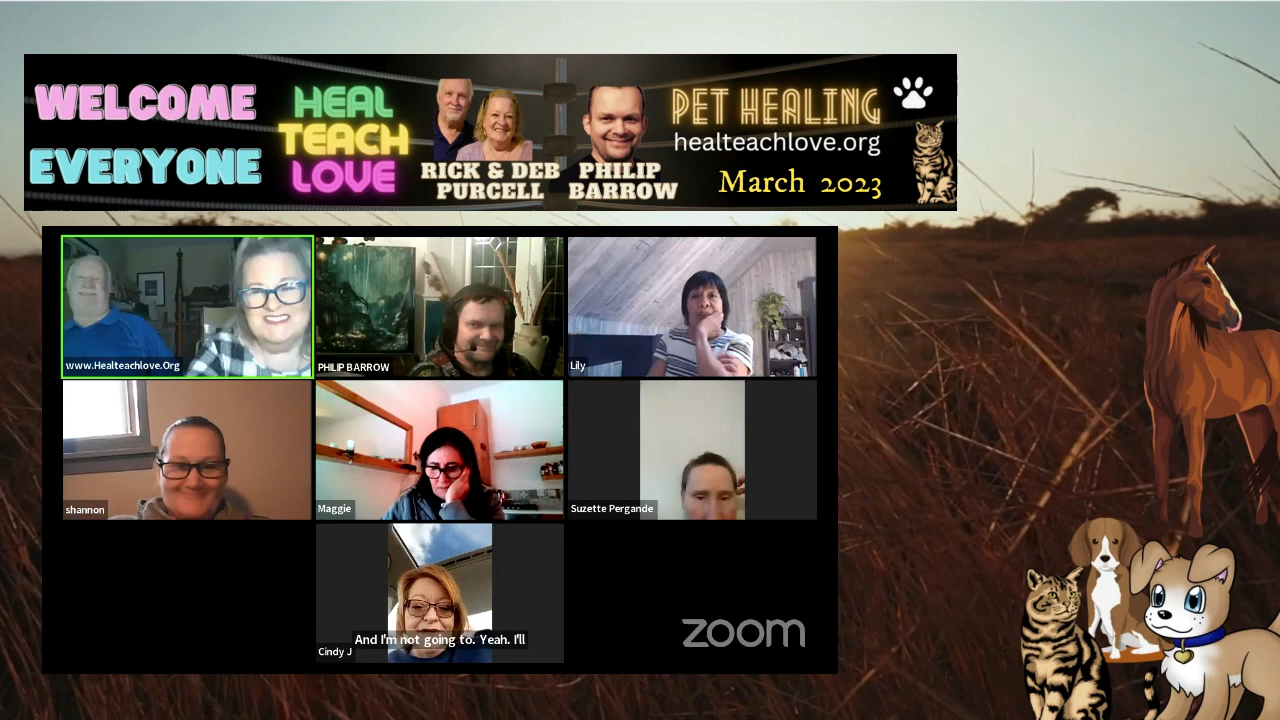 WELCOME
EVERYONE
HEAL
TEACH
LOVE
RICK & DEB
PURCELL
PHILIP
BARROW
PET HEALING
healteachlove.org
March 2023
www.Healteachlove.Org
PHILIP BARROW
Lily
shannon
Maggie
Suzette Pergande
And I'm not going to. Yeah. I'll
Cindy J
zoom